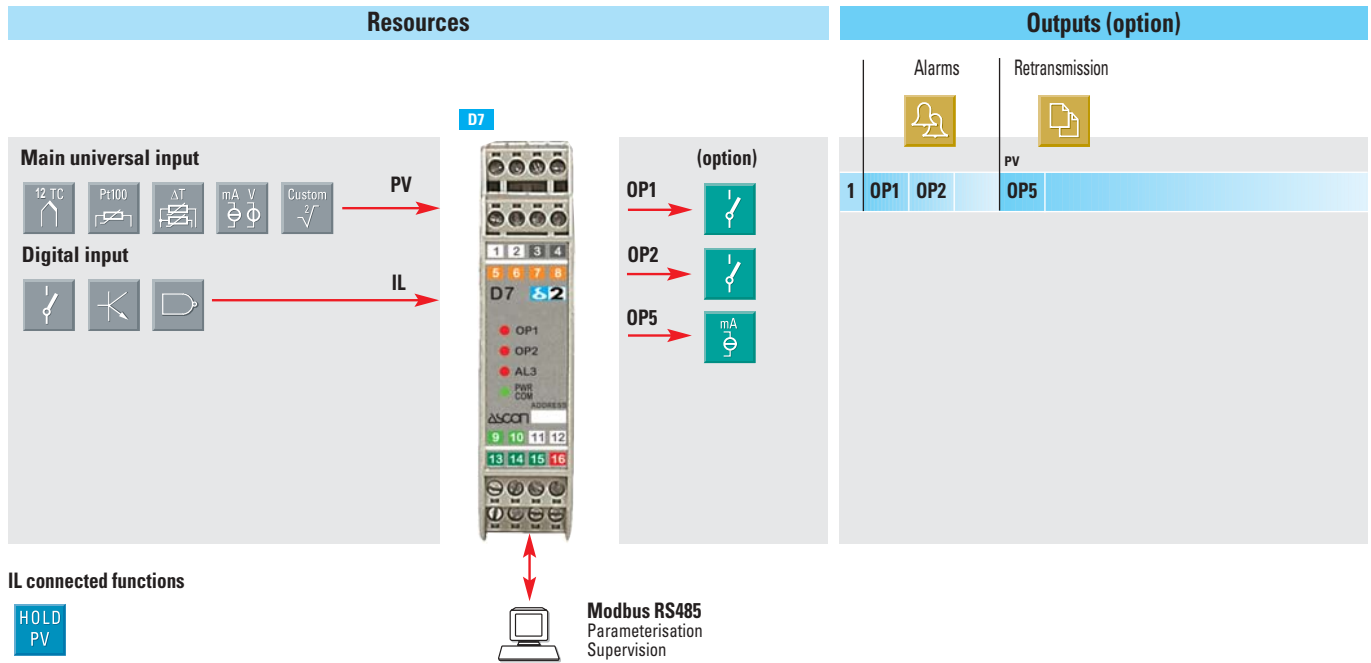 Resources
Outputs (option)
Alarms
Retransmission
D7
Main universal input
(option)
PV
12 TC
Pt100
ΔT
mA V
Custom
2√
PV
OP1
1 OP1 OP2 OP5
Digital input
IL
OP2
OP5
mA
1 2 3 4
5 6 7 8
D7 δ2
OP1
OP2
AL3
PWR
COM
ADDRESS
ascon
9 10 11 12
13 14 15 16
IL connected functions
HOLD
PV
Modbus RS485
Parameterisation
Supervision